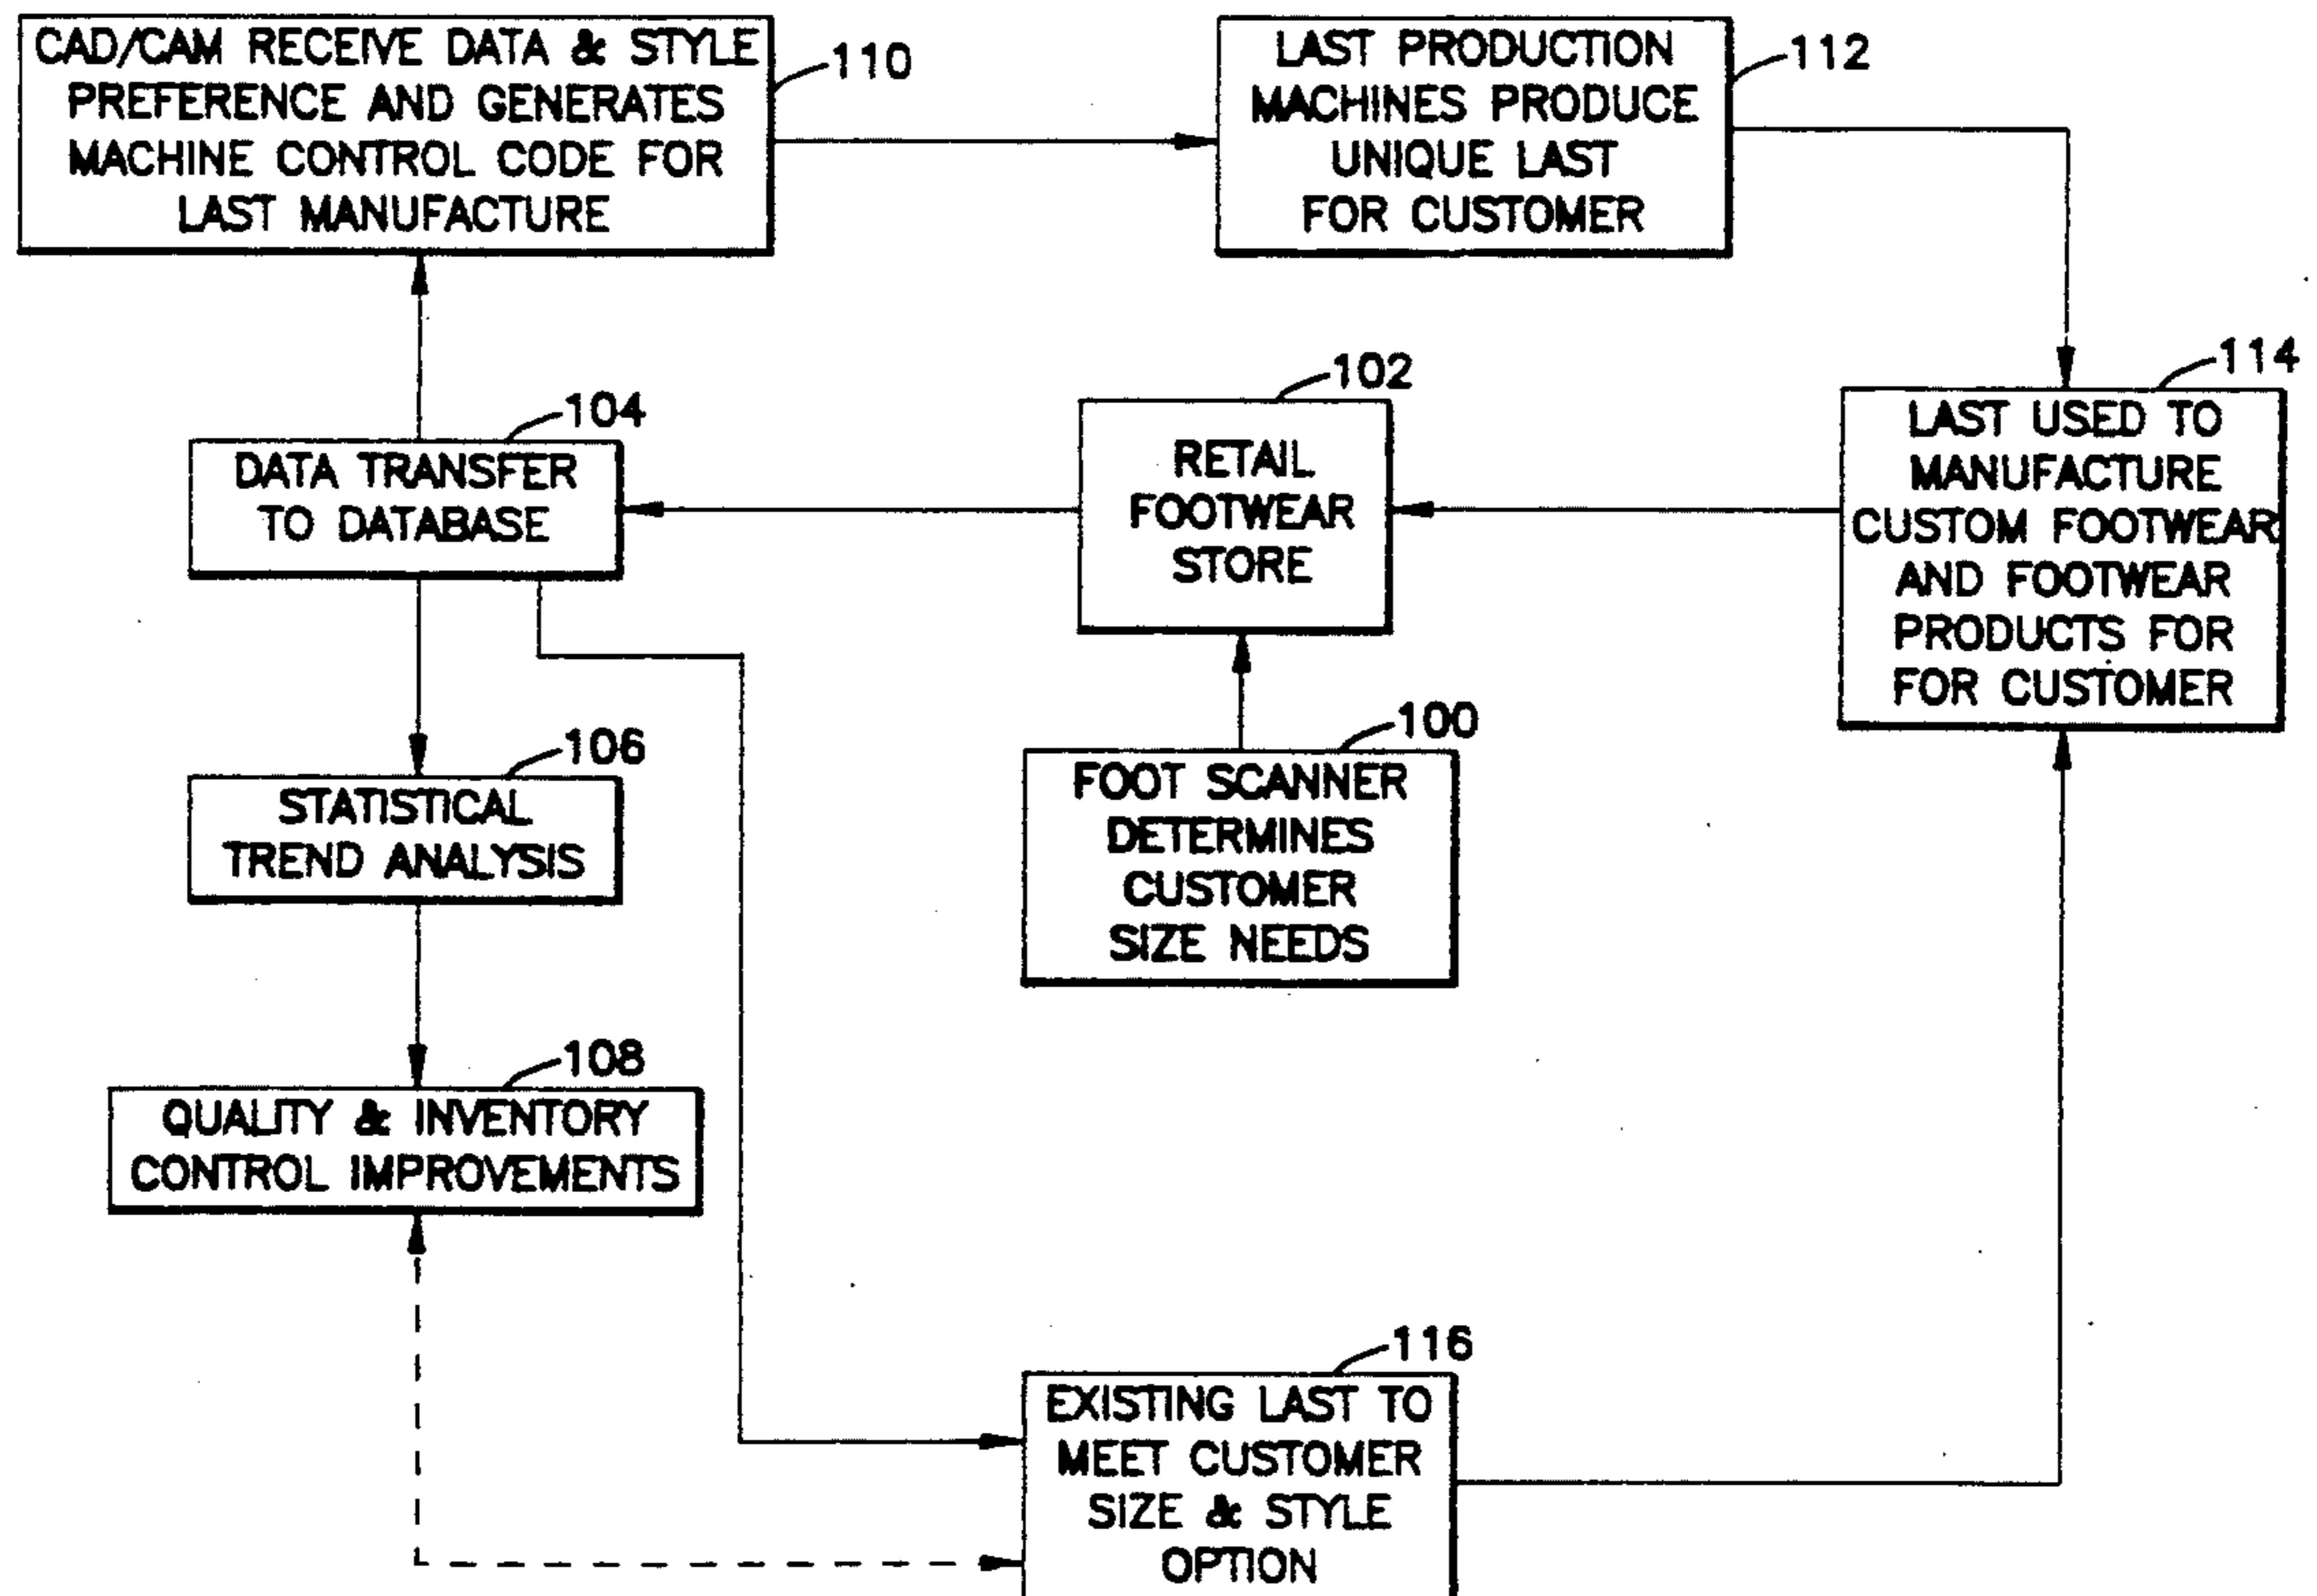 CAD/CAM RECEIVE DATA & STYLE
PREFERENCE AND GENERATES
MACHINE CONTROL CODE FOR
LAST MANUFACTURE
110
LAST PRODUCTION
MACHINES PRODUCE
UNIQUE LAST
FOR CUSTOMER
112
104
DATA TRANSFER
TO DATABASE
102
RETAIL
FOOTWEAR
STORE
114
LAST USED TO
MANUFACTURE
CUSTOM FOOTWEAR
AND FOOTWEAR
PRODUCTS FOR
FOR CUSTOMER
106
STATISTICAL
TREND ANALYSIS
100
FOOT SCANNER
DETERMINES
CUSTOMER
SIZE NEEDS
108
QUALITY & INVENTORY
CONTROL IMPROVEMENTS
116
EXISTING LAST TO
MEET CUSTOMER
SIZE & STYLE
OPTION